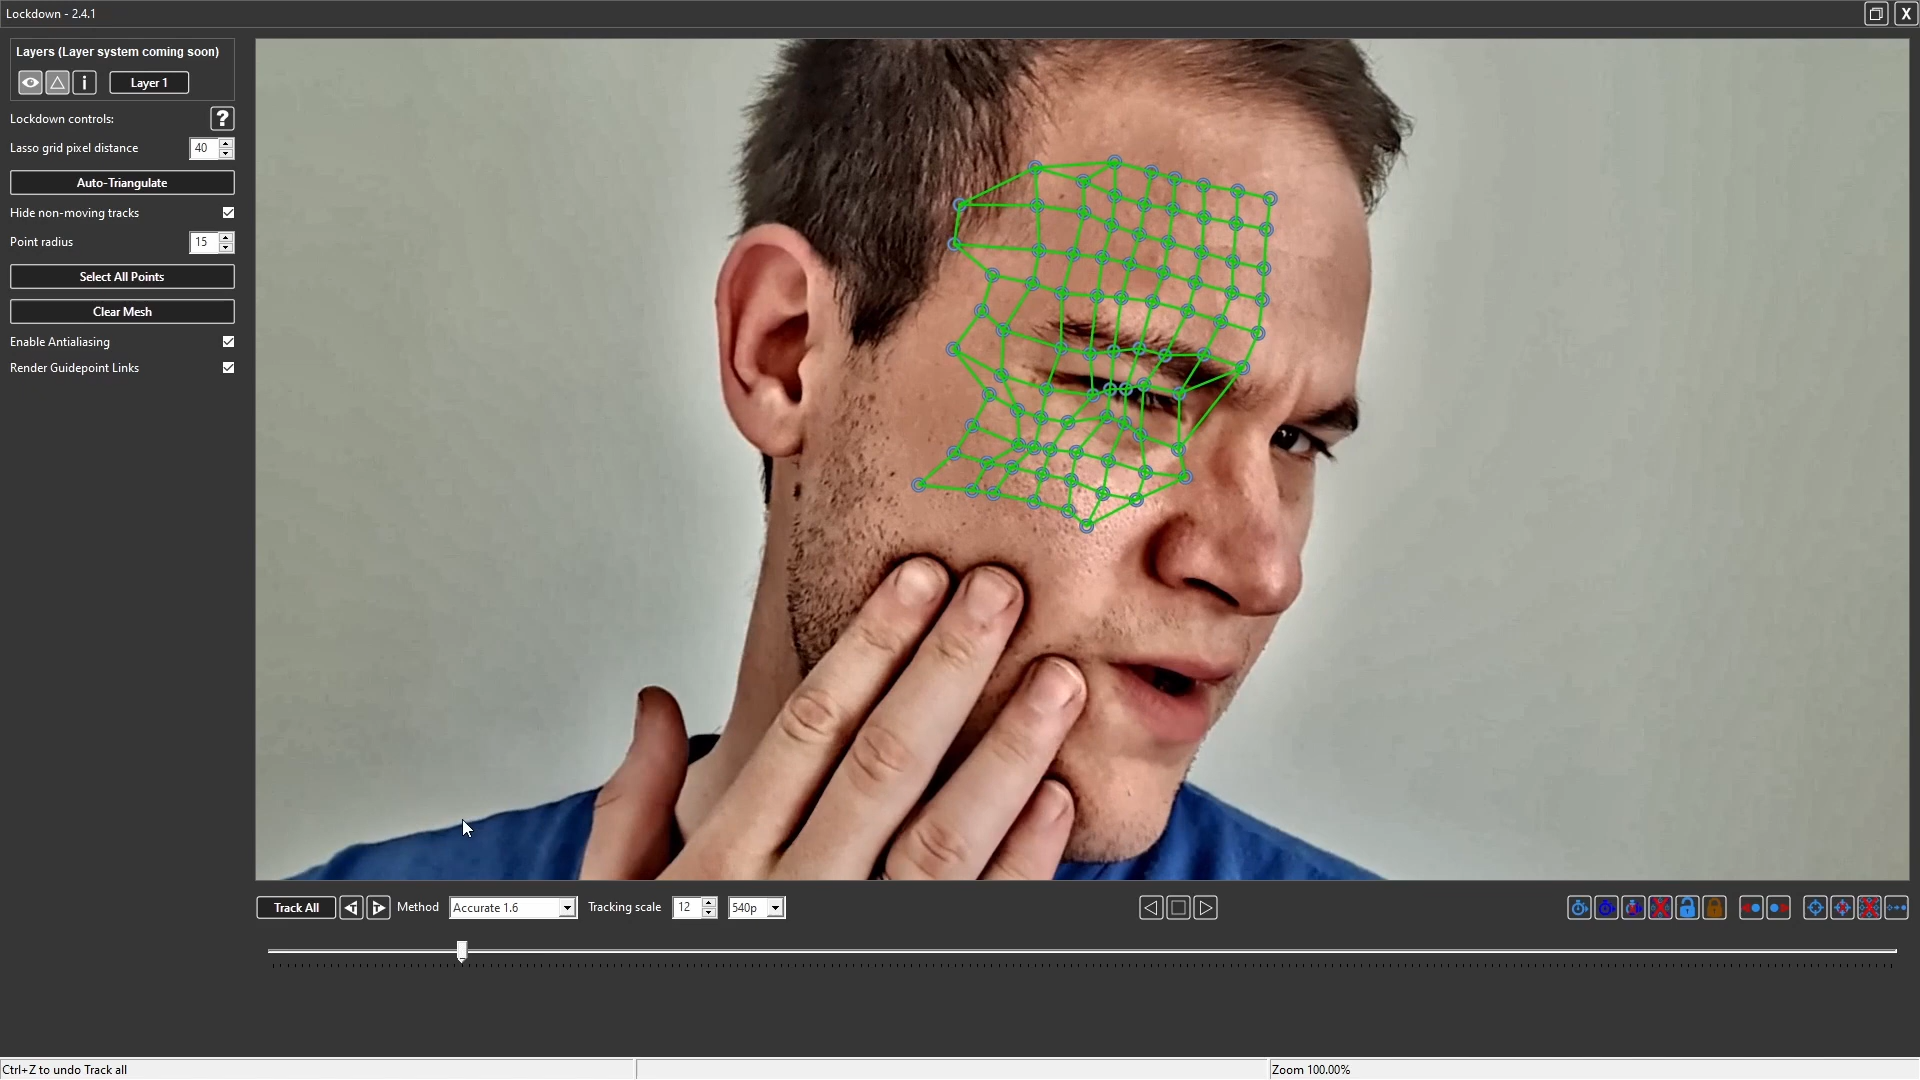 Lockdown - 2.4.1
X
Layers (Layer system coming soon)
i
Layer 1
Lockdown controls:
?
Lasso grid pixel distance
40
Auto-Triangulate
Hide non-moving tracks
Point radius
15
Select All Points
Clear Mesh
Enable Antialiasing
Render Guidepoint Links
Track All
Method
Accurate 1.6
Tracking scale
12
540p
Ctrl+Z to undo Track all
Zoom 100.00%